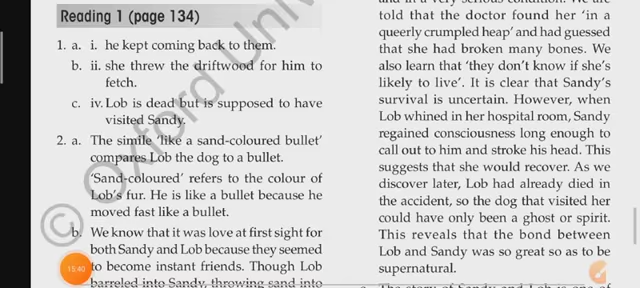 Reading 1 (page 134)
1. a. i. he kept coming back to them.
b. ii. she threw the driftwood for him to
fetch.
c. iv. Lob is dead but is supposed to have
visited Sandy.
2. a. The simile 'like a sand-coloured bullet'
compares Lob the dog to a bullet.
'Sand-coloured' refers to the colour of
Lob's fur. He is like a bullet because he
moved fast like a bullet.
b. We know that it was love at first sight for
both Sandy and Lob because they seemed
to become instant friends. Though Lob
barreled into Sandy, throwing sand into
told that the doctor found her 'in a
queerly crumpled heap' and had guessed
that she had broken many bones. We
also learn that 'they don't know if she's
likely to live'. It is clear that Sandy's
survival is uncertain. However, when
Lob whined in her hospital room, Sandy
regained consciousness long enough to
call out to him and stroke his head. This
suggests that she would recover. As we
discover later, Lob had already died in
the accident, so the dog that visited her
could have only been a ghost or spirit.
This reveals that the bond between
Lob and Sandy was so great so as to be
supernatural.
© Oxford Univ
15:40